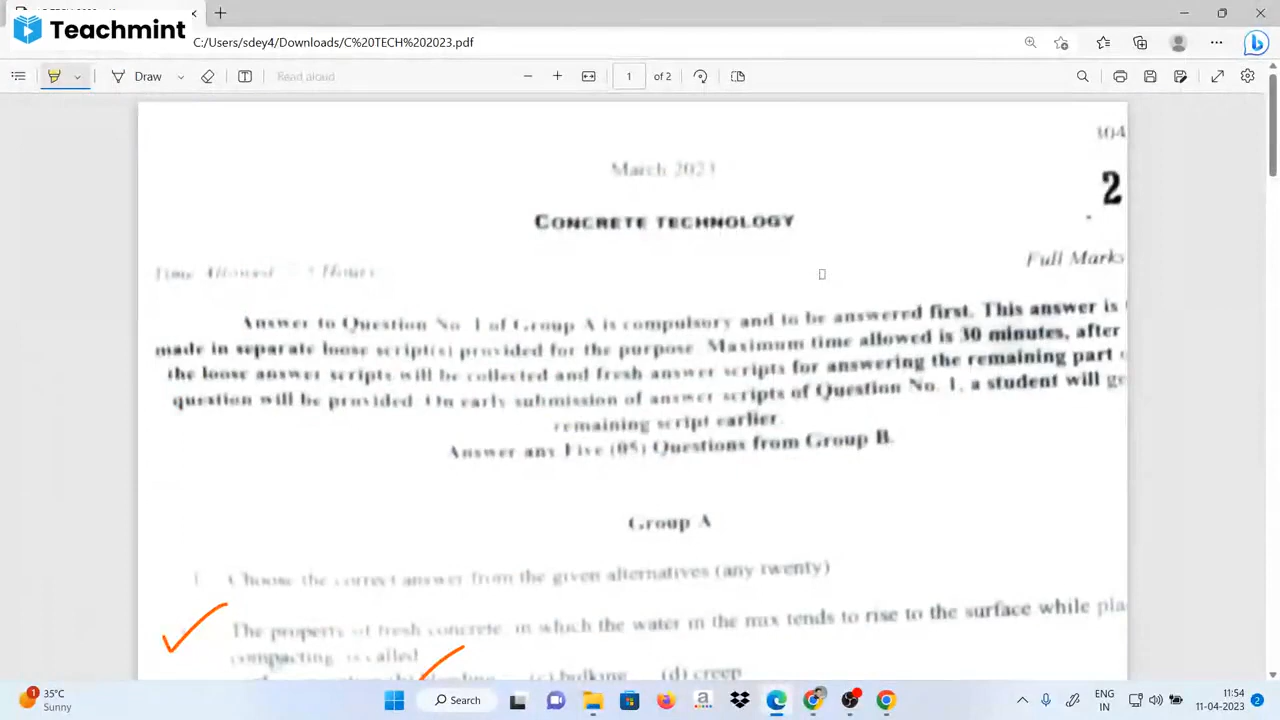 Teachmint
C:/Users/sdey4/Downloads/C%20TECH%202023.pdf
Draw
Read aloud
1 of 2
104
March 2023
2
CONCRETE TECHNOLOGY
Time Allowed – 3 Hours
Full Marks
Answer to Question No. 1 of Group A is compulsory and to be answered first. This answer is
made in separate loose script(s) provided for the purpose. Maximum time allowed is 30 minutes, after
the loose answer scripts will be collected and fresh answer scripts for answering the remaining part
question will be provided. On early submission of answer scripts of Question No. 1, a student will ge
remaining script earlier.
Answer any Five (05) Questions from Group B.
Group A
1. Choose the correct answer from the given alternatives (any twenty)
The property of fresh concrete, in which the water in the mix tends to rise to the surface while pla
compacting is called
(c) bulking (d) creep
1
35°C
Sunny
Search
ENG
IN
11:54
11-04-2023
2